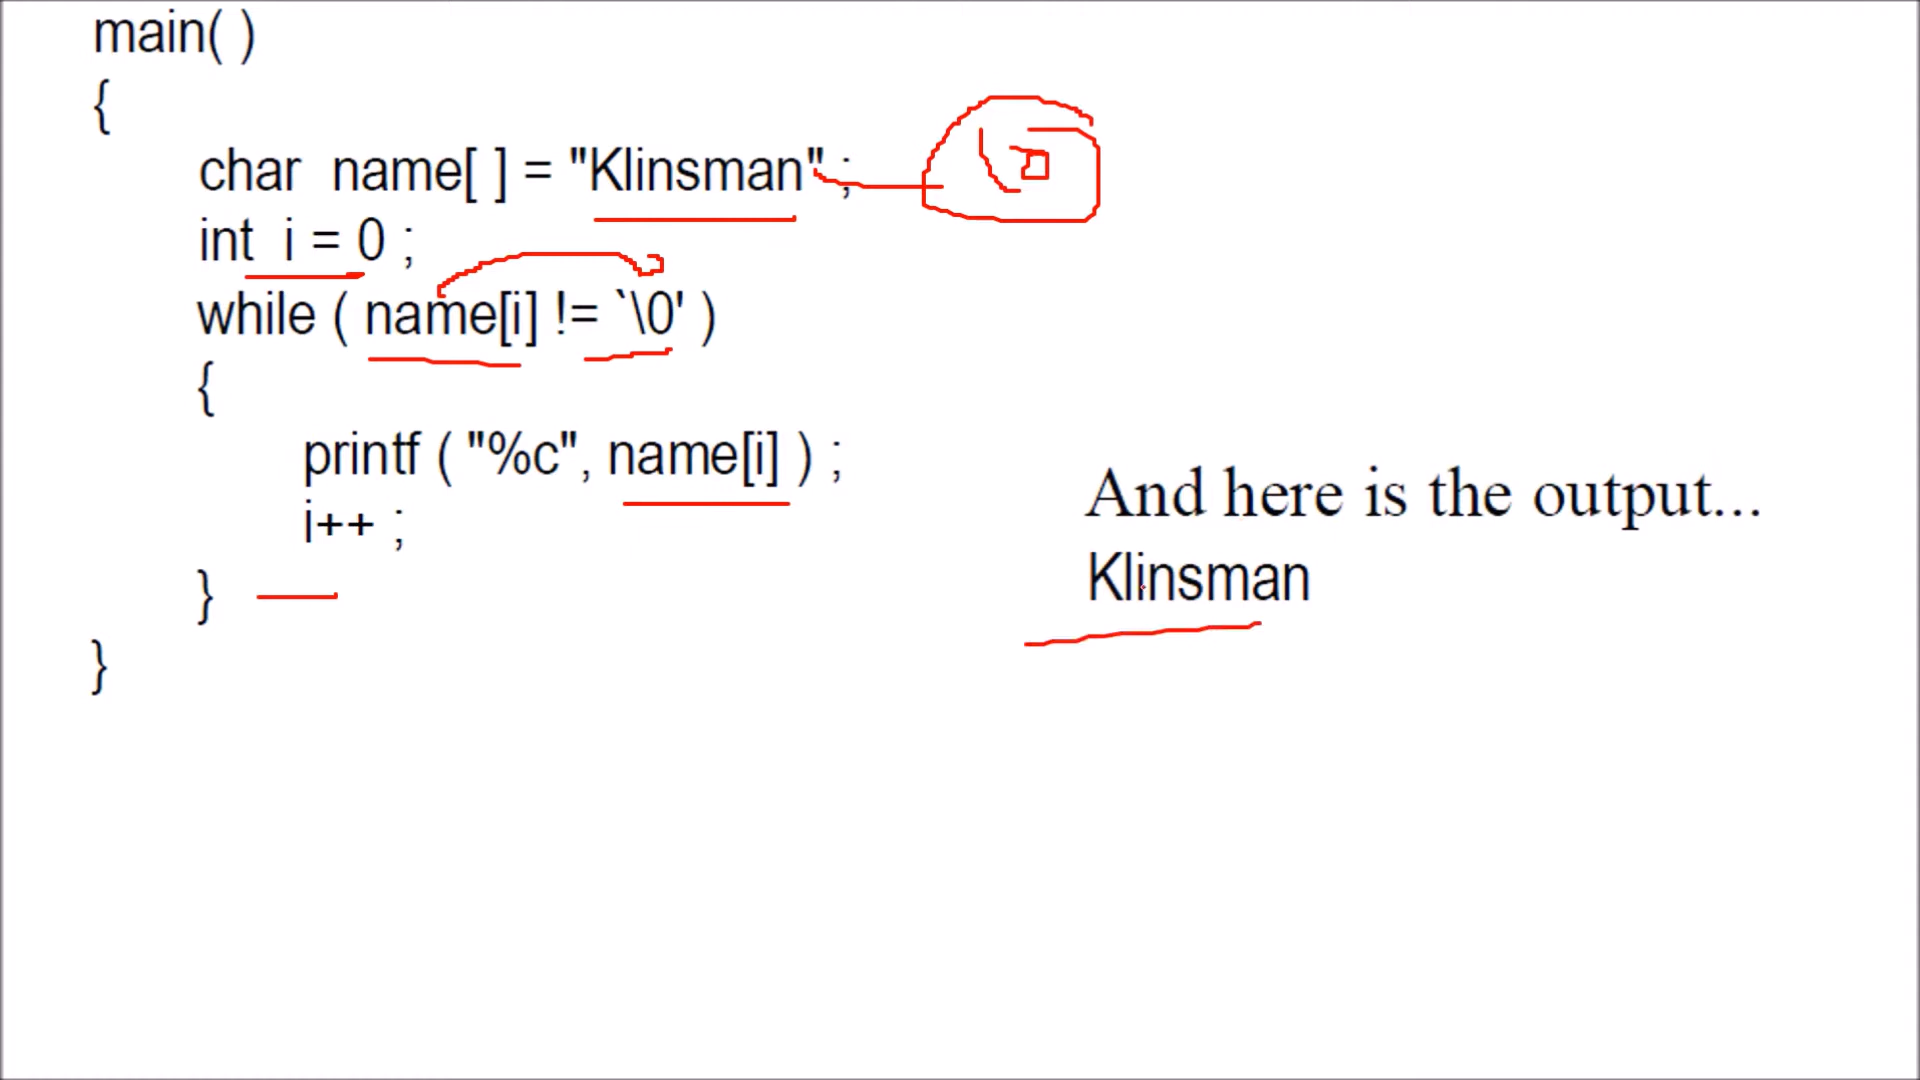 main( )
{
char name[ ] = "Klinsman" ;
int i = 0 ;
while ( name[i] != `\0' )
{
printf ( "%c", name[i] ) ;
i++ ;
}
}
And here is the output...
Klinsman